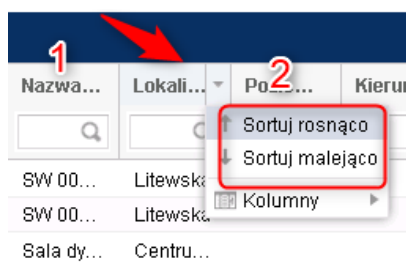 1
2
Nazwa... Lokali... Po... Kieru
Sortuj rosnąco
Sortuj malejąco
SW 00... Litewska
Kolumny
SW 00... Litewska
Sala dy... Centru...